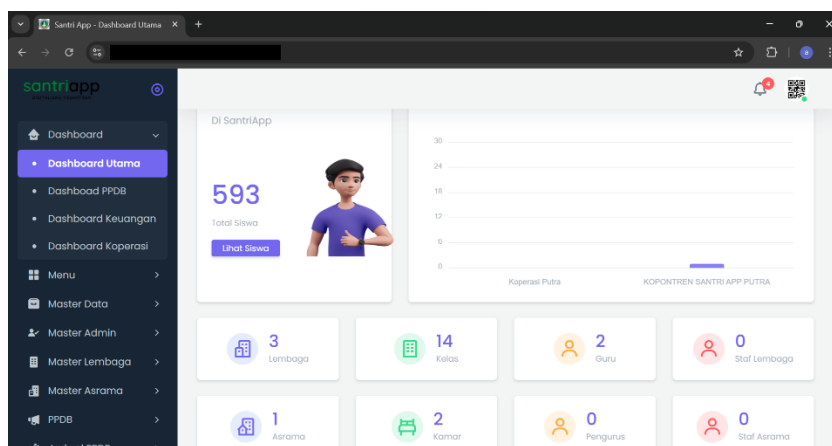 Santri App - Dashboard Utama
a
santriapp
4
Dashboard
Dashboard Utama
Dashboad PPDB
Dashboard Keuangan
Dashboard Koperasi
Menu
Master Data
Master Admin
Master Lembaga
Master Asrama
PPDB
Di SantriApp
593
Total Siswa
Lihat Siswa
30
24
18
12
6
0
Koperasi Putra
KOPONTREN SANTRI APP PUTRA
3
Lembaga
14
Kelas
2
Guru
0
Staf Lembaga
1
Asrama
2
Kamar
0
Pengurus
0
Staf Asrama